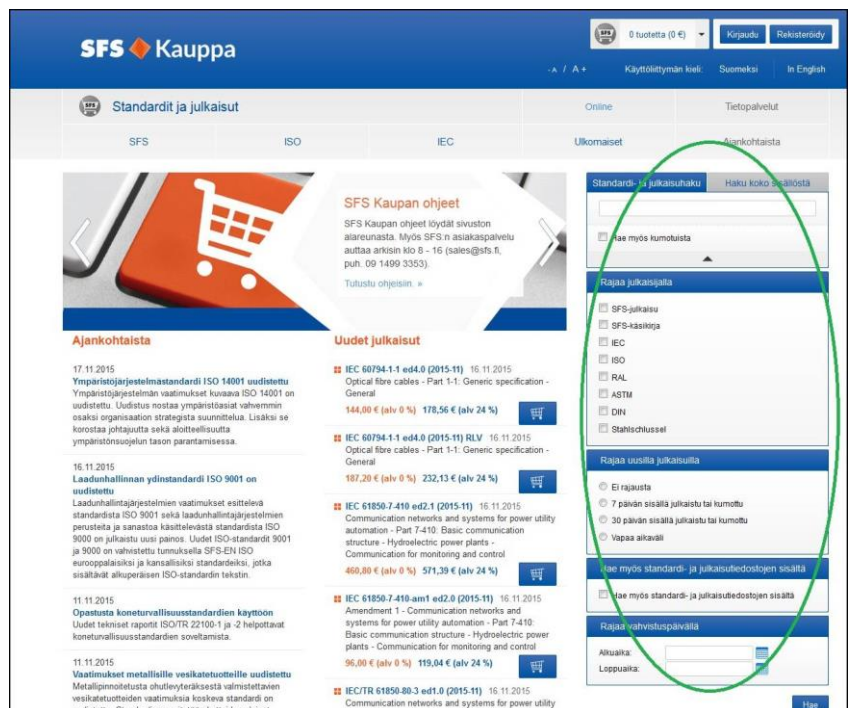 SFS Kauppa
0 tuotetta (0 €)
Kirjaudu
Rekisteröidy
-A / A+
Käyttöliittymän kieli:
Suomeksi
In English
Standardit ja julkaisut
Online
Tietopalvelut
SFS
ISO
IEC
Ulkomaiset
Ajankohtaista
SFS Kaupan ohjeet
SFS Kaupan ohjeet löydät sivuston
alareunasta. Myös SFS:n asiakaspalvelu
auttaa arkisin klo 8 - 16 (sales@sfs.fi,
puh. 09 1499 3353).
Tutustu ohjeisiin: »
Ajankohtaista
17.11.2015
Ympäristöjärjestelmästandardi ISO 14001 uudistettu
Ympäristöjärjestelmän vaatimukset kuvaava ISO 14001 on
uudistettu. Uudistus nostaa ympäristöasiat vahvemmin
osaksi organisaation strategista suunnittelua. Lisäksi se
korostaa johtajuutta sekä aloitteellisuutta
ympäristönsuojelun tason parantamisessa.
16.11.2015
Laadunhallinnan ydinstandardi ISO 9001 on
uudistettu
Laadunhallintajärjestelmien vaatimukset esittelevä
standardista ISO 9001 sekä laadunhallintajärjestelmien
perusteita ja sanastoa käsittelevästä standardista ISO
9000 on julkaistu uusi painos. Uudet ISO-standardit 9001
ja 9000 on vahvistettu tunnuksella SFS-EN ISO
eurooppalaisiksi ja kansallisiksi standardeiksi, jotka
sisältävät alkuperäisen ISO-standardin tekstin.
11.11.2015
Opastusta koneturvallisuusstandardien käyttöön
Uudet tekniset raportit ISO/TR 22100-1 ja -2 helpottavat
koneturvallisuusstandardien soveltamista.
11.11.2015
Vaatimukset metallisille vesikatetuotteille uudistettu
Metallipinnoitetusta ohutlevyteräksestä valmistettavien
vesikatetuotteiden vaatimuksia koskeva standardi on
Uudet julkaisut
IEC 60794-1-1 ed4.0 (2015-11) 16.11.2015
Optical fibre cables - Part 1-1: Generic specification -
General
144,00 € (alv 0 %) 178,56 € (alv 24 %)
IEC 60794-1-1 ed4.0 (2015-11) RLV 16.11.2015
Optical fibre cables - Part 1-1: Generic specification -
General
187,20 € (alv 0 %) 232,13 € (alv 24 %)
IEC 61850-7-410 ed2.1 (2015-11) 16.11.2015
Communication networks and systems for power utility
automation - Part 7-410: Basic communication
structure - Hydroelectric power plants -
Communication for monitoring and control
460,80 € (alv 0 %) 571,39 € (alv 24 %)
IEC 61850-7-410-am1 ed2.0 (2015-11) 16.11.2015
Amendment 1 - Communication networks and
systems for power utility automation - Part 7-410:
Basic communication structure - Hydroelectric power
plants - Communication for monitoring and control
96,00 € (alv 0 %) 119,04 € (alv 24 %)
IEC/TR 61850-80-3 ed1.0 (2015-11) 16.11.2015
Communication networks and systems for power utility
Standardi- ja julkaisuhaku
Haku koko sisällöstä
Hae myös kumotuista
Rajaa julkaisijalla
SFS-julkaisu
SFS-käsikirja
IEC
ISO
RAL
ASTM
DIN
Stahlschlussel
Rajaa uusilla julkaisuilla
Ei rajausta
7 päivän sisällä julkaistu tai kumottu
30 päivän sisällä julkaistu tai kumottu
Vapaa aikaväli
Hae myös standardi- ja julkaisutiedostojen sisältä
Hae myös standardi- ja julkaisutiedostojen sisältä
Rajaa vahvistuspäivällä
Alkuaika:
Loppuaika:
Hae